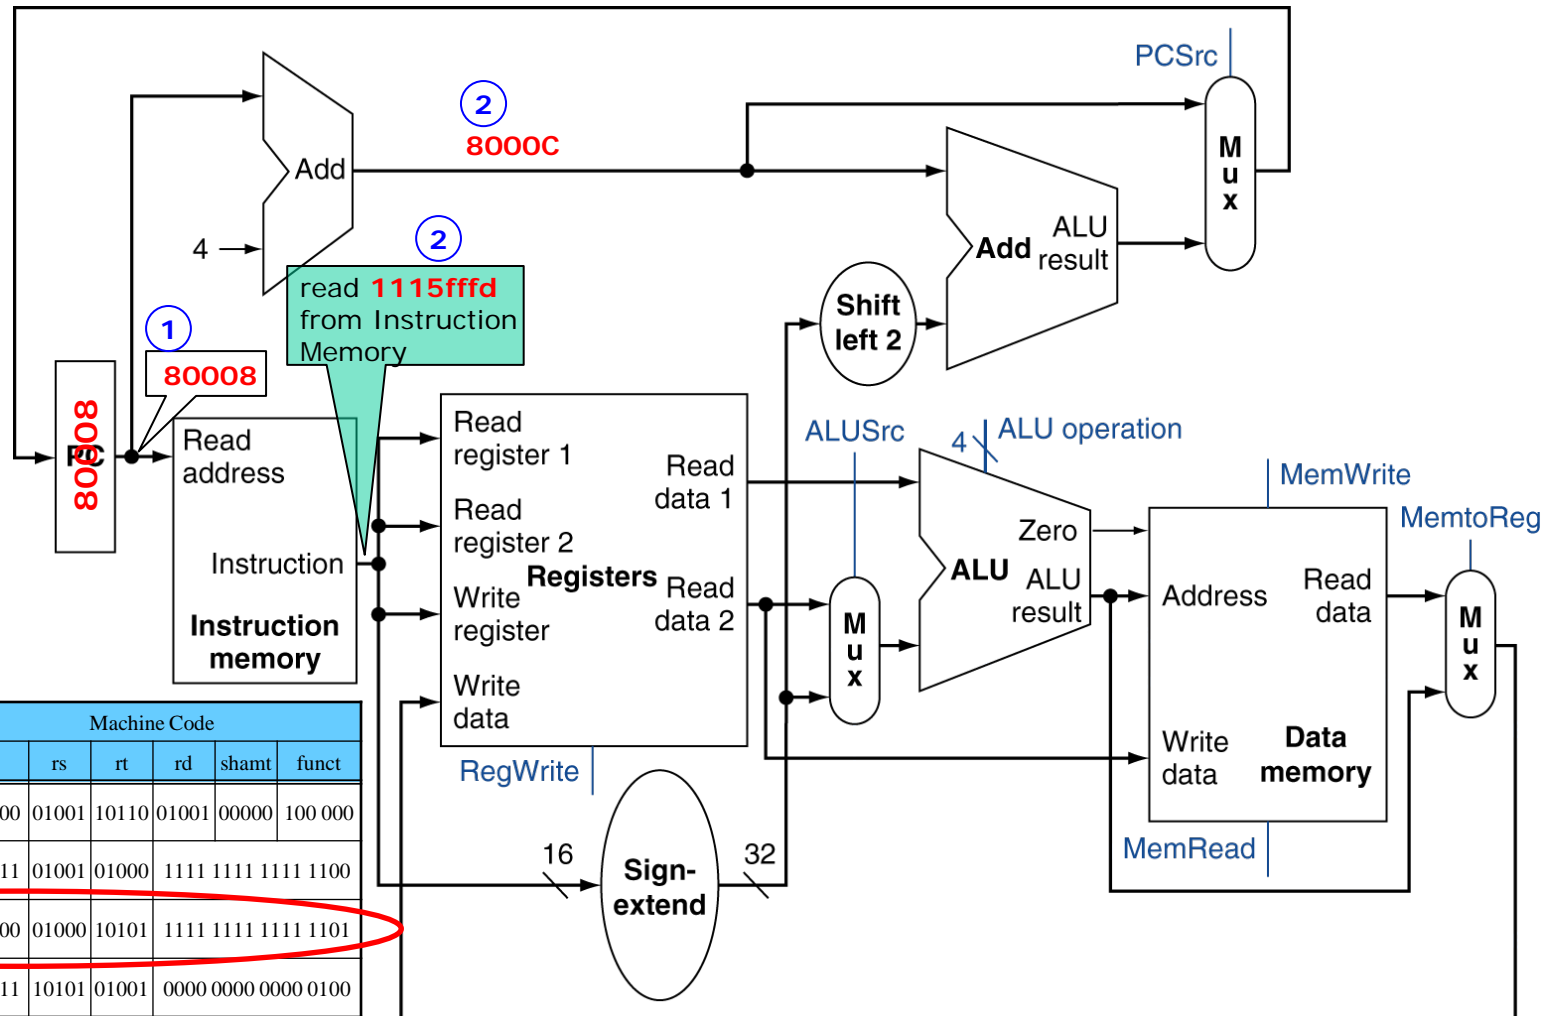 PCSrc
2
8000C
M
u
x
Add
ALU
result
Add
4
2
read 1115fffd
from Instruction
Memory
Shift
left 2
1
80008
80008
PC
Read
address
Instruction
Instruction
memory
Read
register 1
Read
register 2
Write
register
Write
data
Registers
Read
data 1
Read
data 2
RegWrite
ALUSrc
M
u
x
4
ALU operation
Zero
ALU
ALU
result
MemWrite
MemtoReg
Address
Read
data
Write
data
Data
memory
MemRead
M
u
x
16
Sign-
extend
32
Machine Code
rs rt rd shamt funct
00 01001 10110 01001 00000 100 000
11 01001 01000 1111 1111 1111 1100
00 01000 10101 1111 1111 1111 1101
11 10101 01001 0000 0000 0000 0100